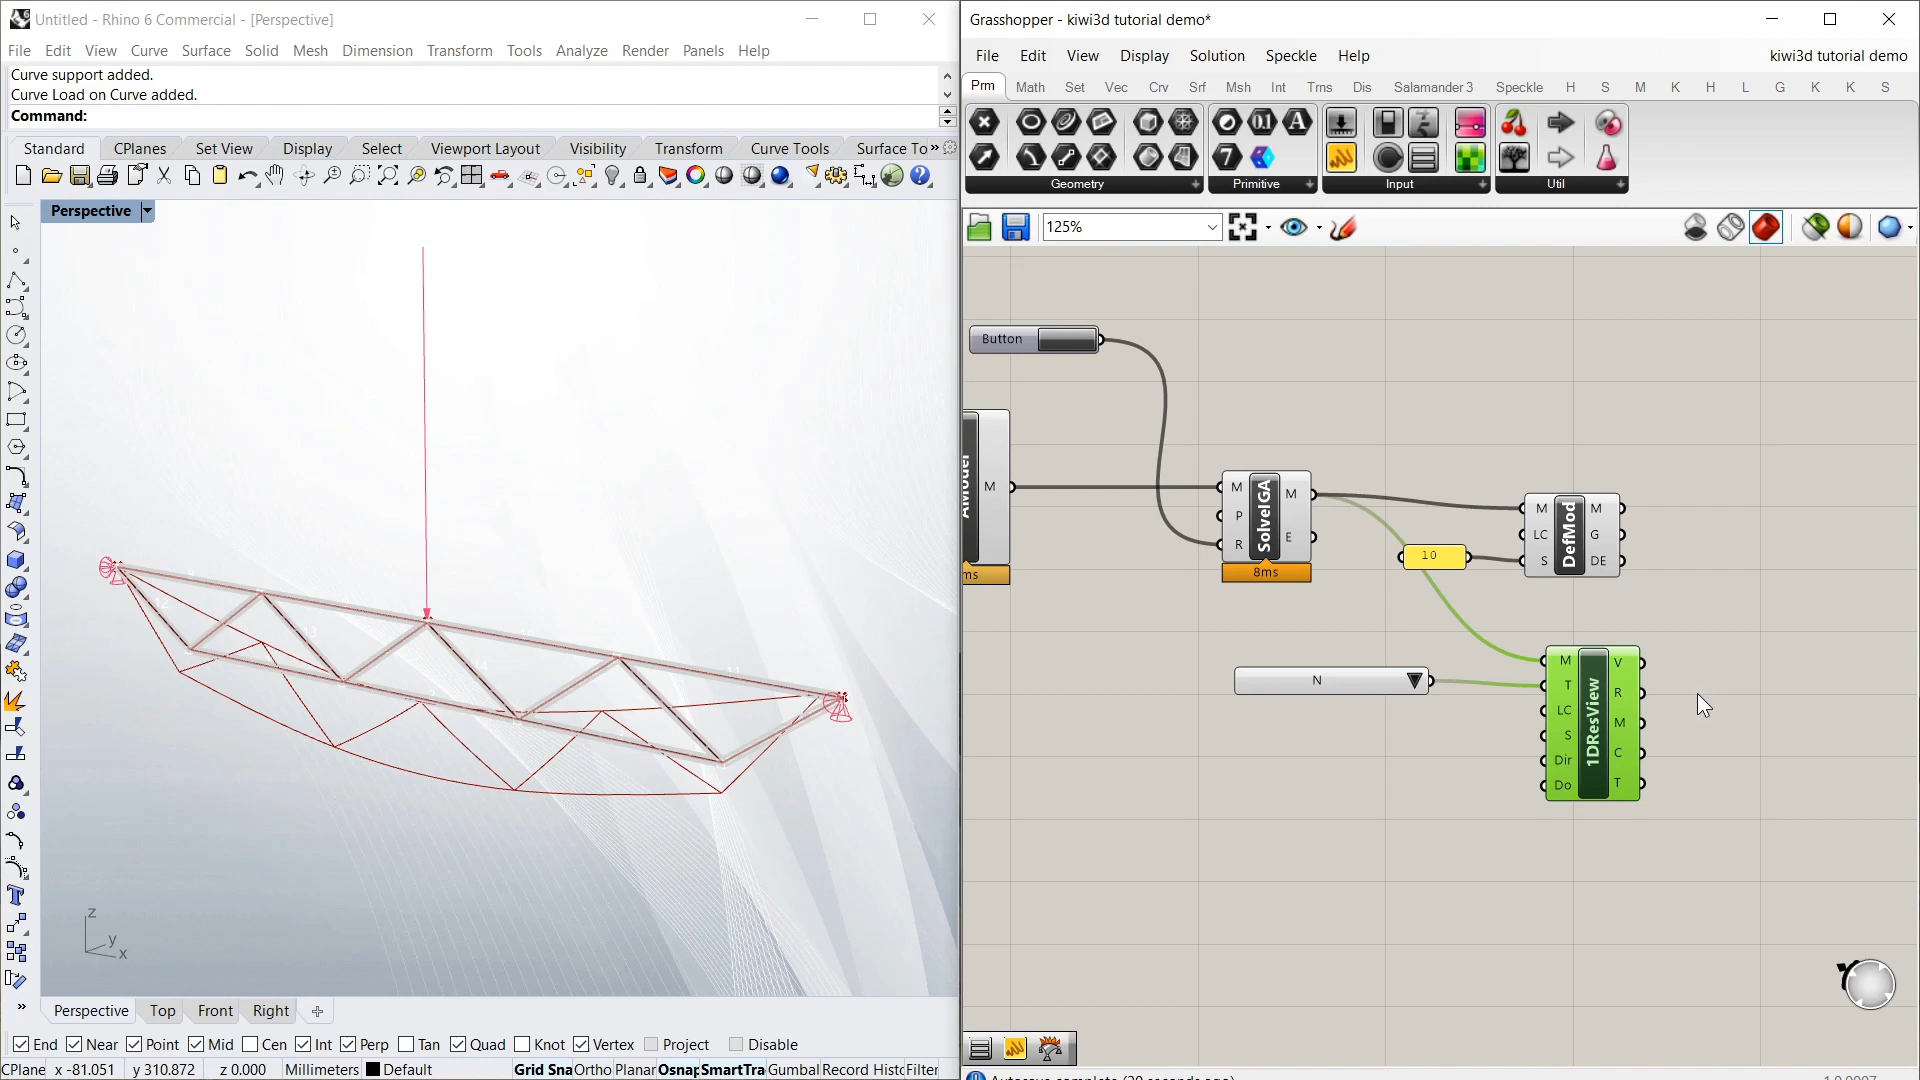 Untitled - Rhino 6 Commercial - [Perspective]
File Edit View Curve Surface Solid Mesh Dimension Transform Tools Analyze Render Panels Help
Curve support added.
Curve Load on Curve added.
Command:
Standard CPlanes Set View Display Select Viewport Layout Visibility Transform Curve Tools Surface To »
Perspective
z
y
x
Perspective Top Front Right
End Near Point Mid Cen Int Perp Tan Quad Knot Vertex Project Disable
CPlane x -81.051 y 310.872 z 0.000 Millimeters Default Grid Sna Ortho Planar Osnap SmartTra Gumbal Record Histo Filter
Grasshopper - kiwi3d tutorial demo*
File Edit View Display Solution Speckle Help kiwi3d tutorial demo
Prm Math Set Vec Crv Srf Msh Int Trns Dis Salamander 3 Speckle H S M K H L G K K S
Geometry Primitive Input Util
125%
Button
M
ms
M P R SolveIGA M E
8ms
10
M LC S DefMod M G DE
N
M T LC S Dir Do 1DResView V R M C T